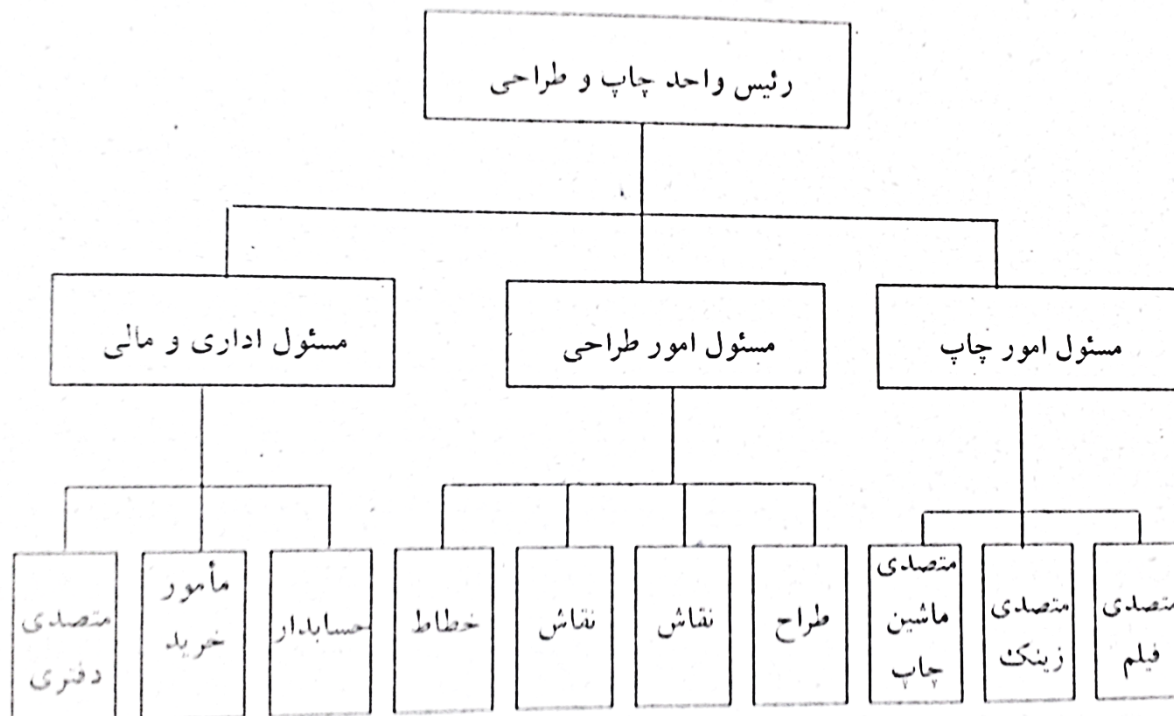 رئیس واحد چاپ و طراحی
مسئول امور چاپ
مسئول امور طراحی
مسئول اداری و مالی
متصدی
فیلم
متصدی
زینک
متصدی
ماشین
چاپ
طراح
نقاش
نقاش
خطاط
حسابدار
مأمور
خرید
متصدی
دفتری